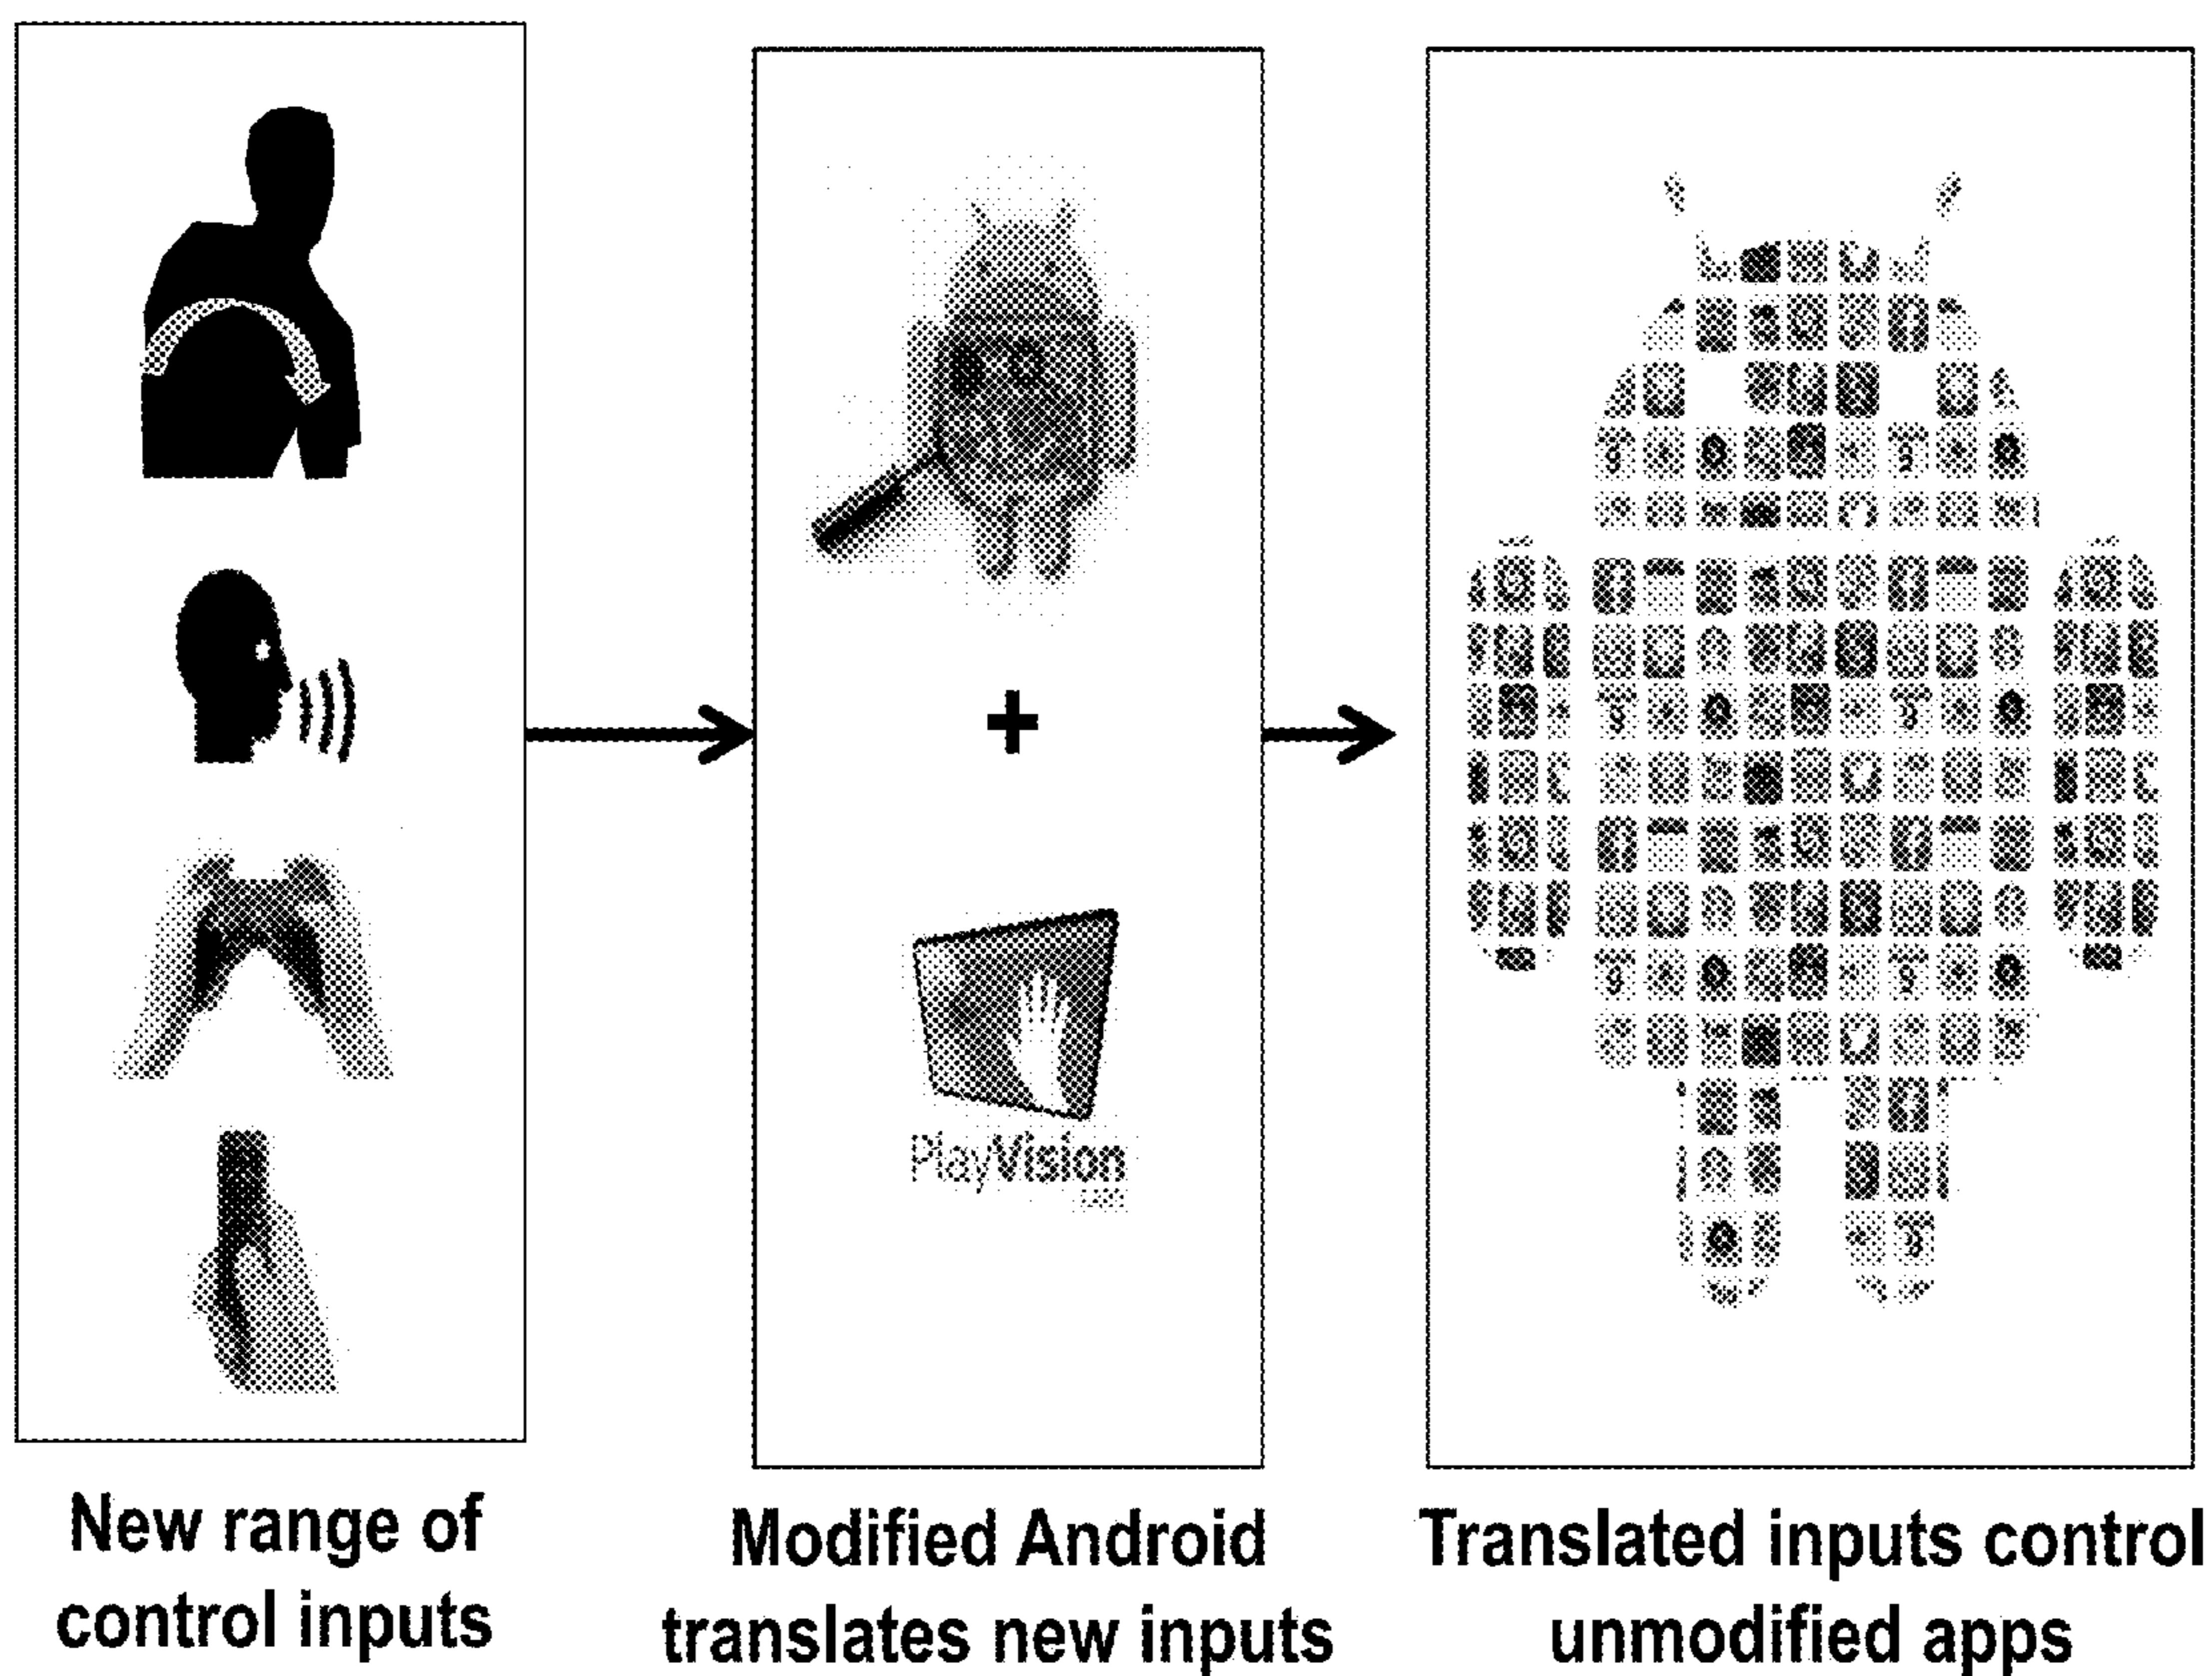 PlayVision
New range of
control inputs
Modified Android
translates new inputs
Translated inputs control
unmodified apps